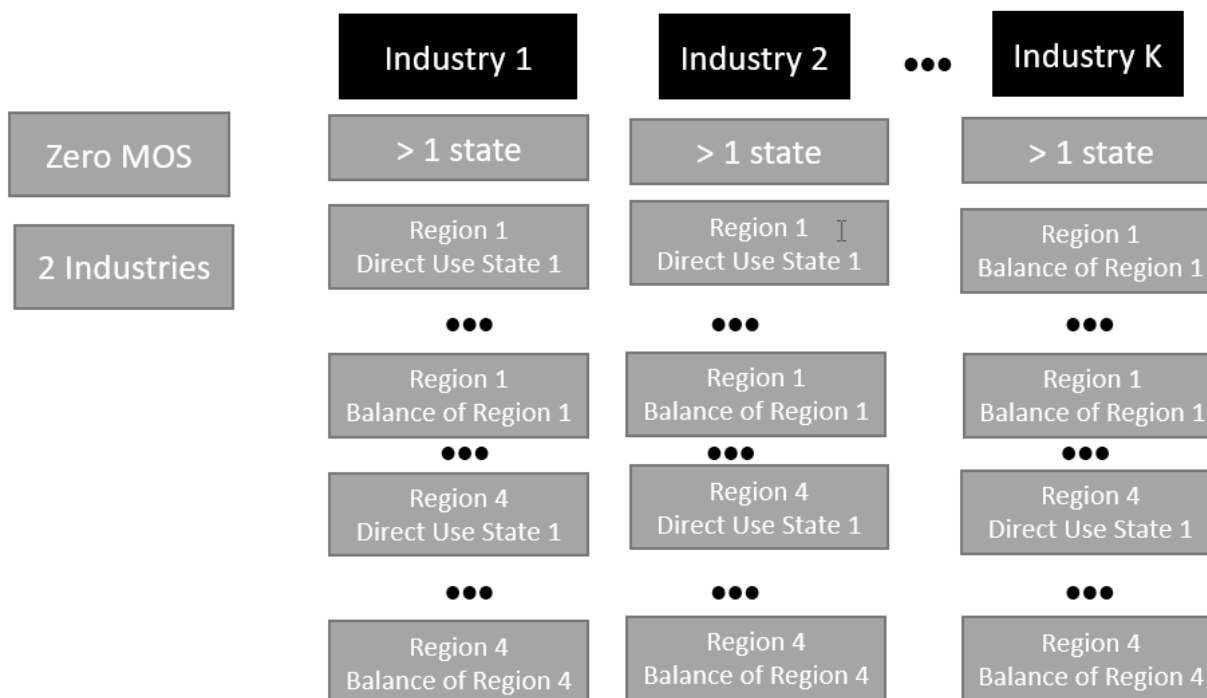 Industry 1
Industry 2
Industry K
Zero MOS
2 Industries
> 1 state
> 1 state
> 1 state
Region 1
Direct Use State 1
Region 1
Direct Use State 1
Region 1
Balance of Region 1
Region 1
Balance of Region 1
Region 1
Balance of Region 1
Region 1
Balance of Region 1
Region 4
Direct Use State 1
Region 4
Direct Use State 1
Region 4
Direct Use State 1
Region 4
Balance of Region 4
Region 4
Balance of Region 4
Region 4
Balance of Region 4